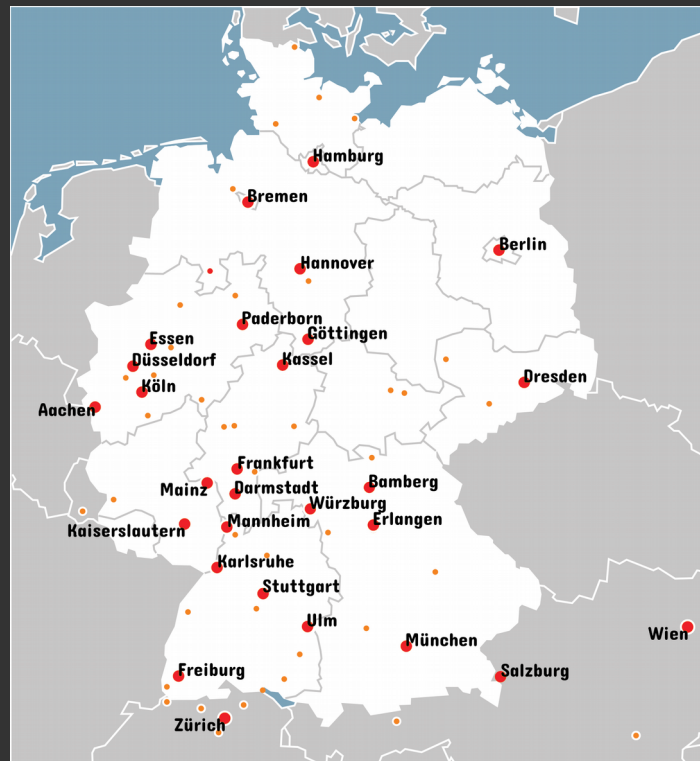 Hamburg
Bremen
Berlin
Hannover
Paderborn
Göttingen
Essen
Kassel
Düsseldorf
Dresden
Köln
Aachen
Frankfurt
Mainz
Darmstadt
Bamberg
Würzburg
Kaiserslautern
Mannheim
Erlangen
Karlsruhe
Stuttgart
Ulm
Wien
München
Freiburg
Salzburg
Zürich